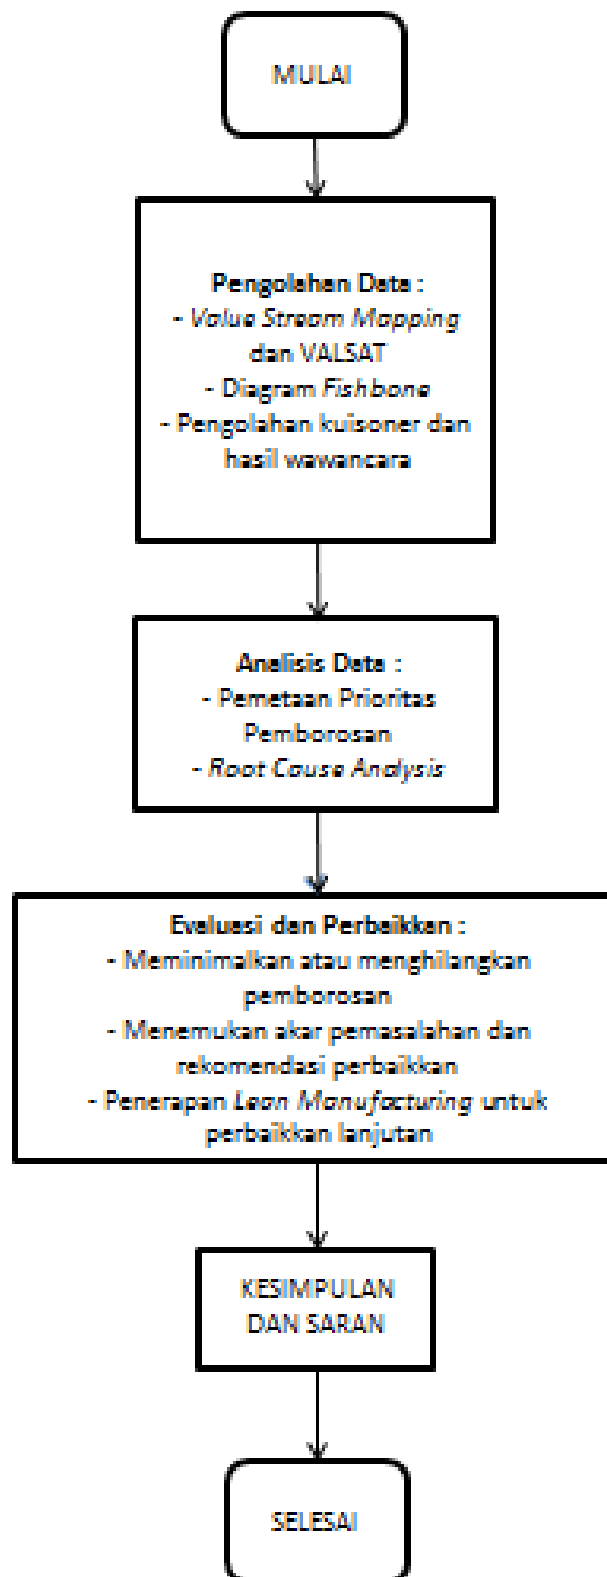 MULAI
Pengolahan Data :
- Value Stream Mapping
dan VALSAT
- Diagram Fishbone
- Pengolahan kuisoner dan
hasil wawancara
Analisis Data :
- Pemetaan Prioritas
Pemborosan
- Root Cause Analysis
Evaluasi dan Perbaikkan :
- Meminimalkan atau menghilangkan
pemborosan
- Menemukan akar pemasalahan dan
rekomendasi perbaikkan
- Penerapan Lean Manufacturing untuk
perbaikkan lanjutan
KESIMPULAN
DAN SARAN
SELESAI